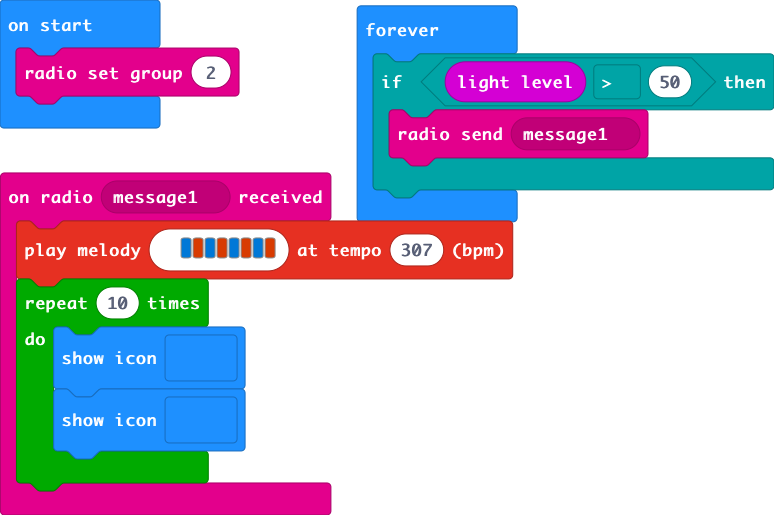 on start
radio set group 2
forever
if light level > 50 then
radio send message1
on radio message1 received
play melody at tempo 307 (bpm)
repeat 10 times
do
show icon
show icon